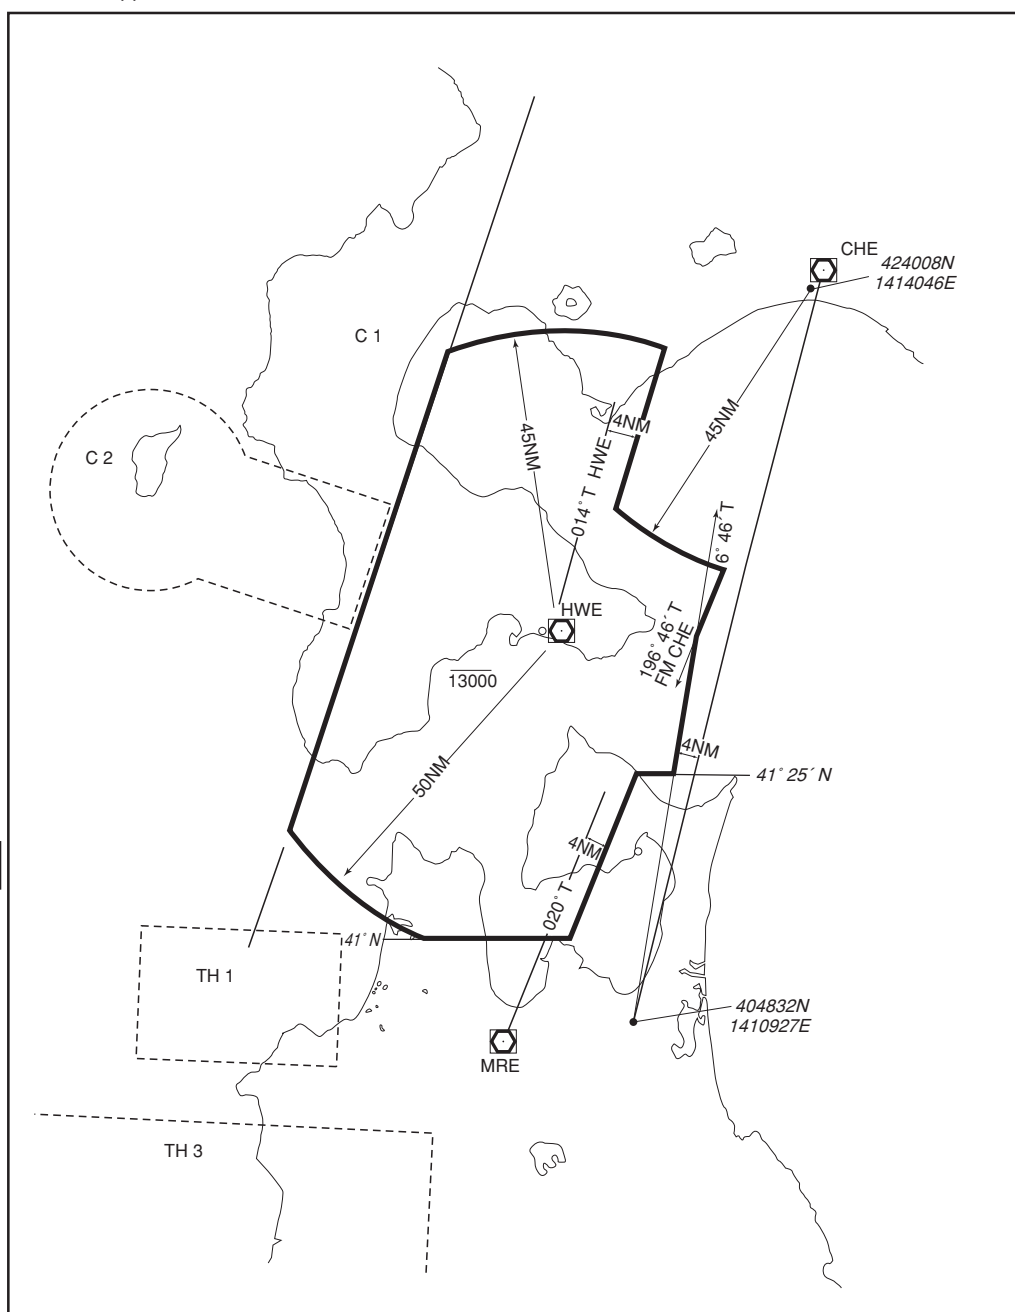 CHE
424008N
1414046E
C 1
45NM
4NM
45NM
C 2
014° T HWE
6° 46´ T
HWE
196° 46´ T
FM CHE
13000
4NM
50NM
41° 25´ N
4NM
020° T
41° N
TH 1
404832N
1410927E
MRE
TH 3